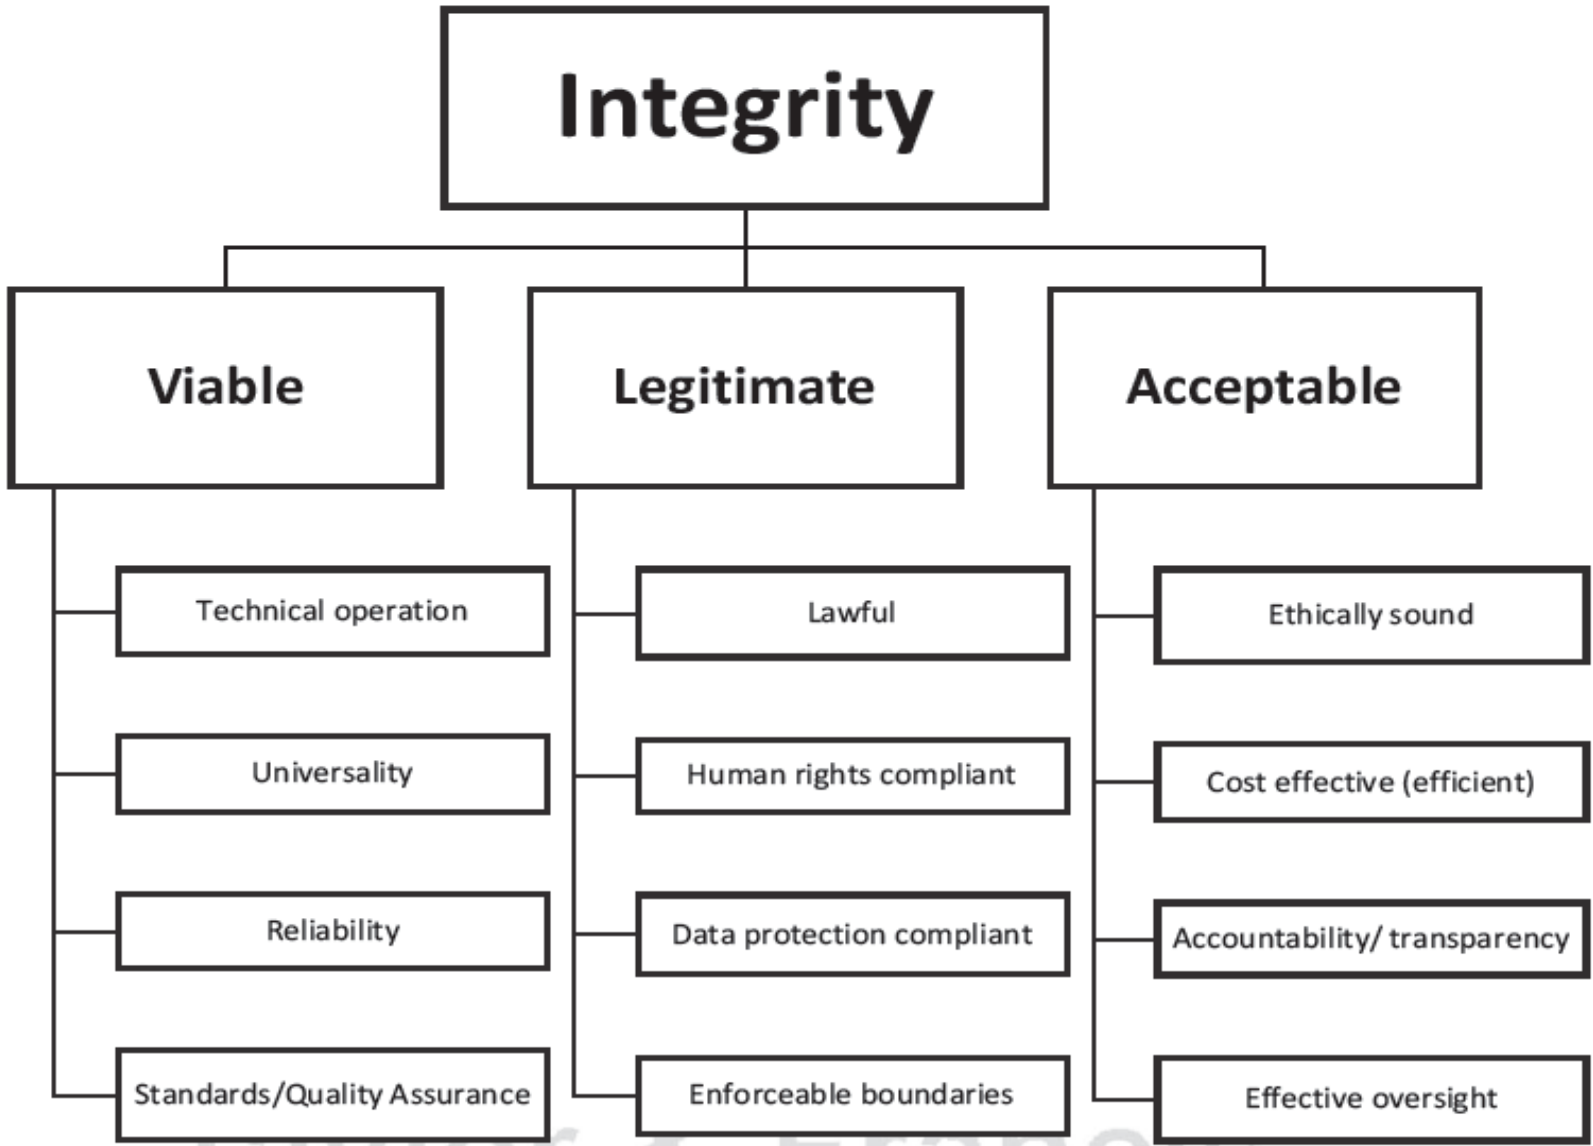 Integrity
Viable
Legitimate
Acceptable
Technical operation
Universality
Reliability
Standards/Quality Assurance
Lawful
Human rights compliant
Data protection compliant
Enforceable boundaries
Ethically sound
Cost effective (efficient)
Accountability/ transparency
Effective oversight